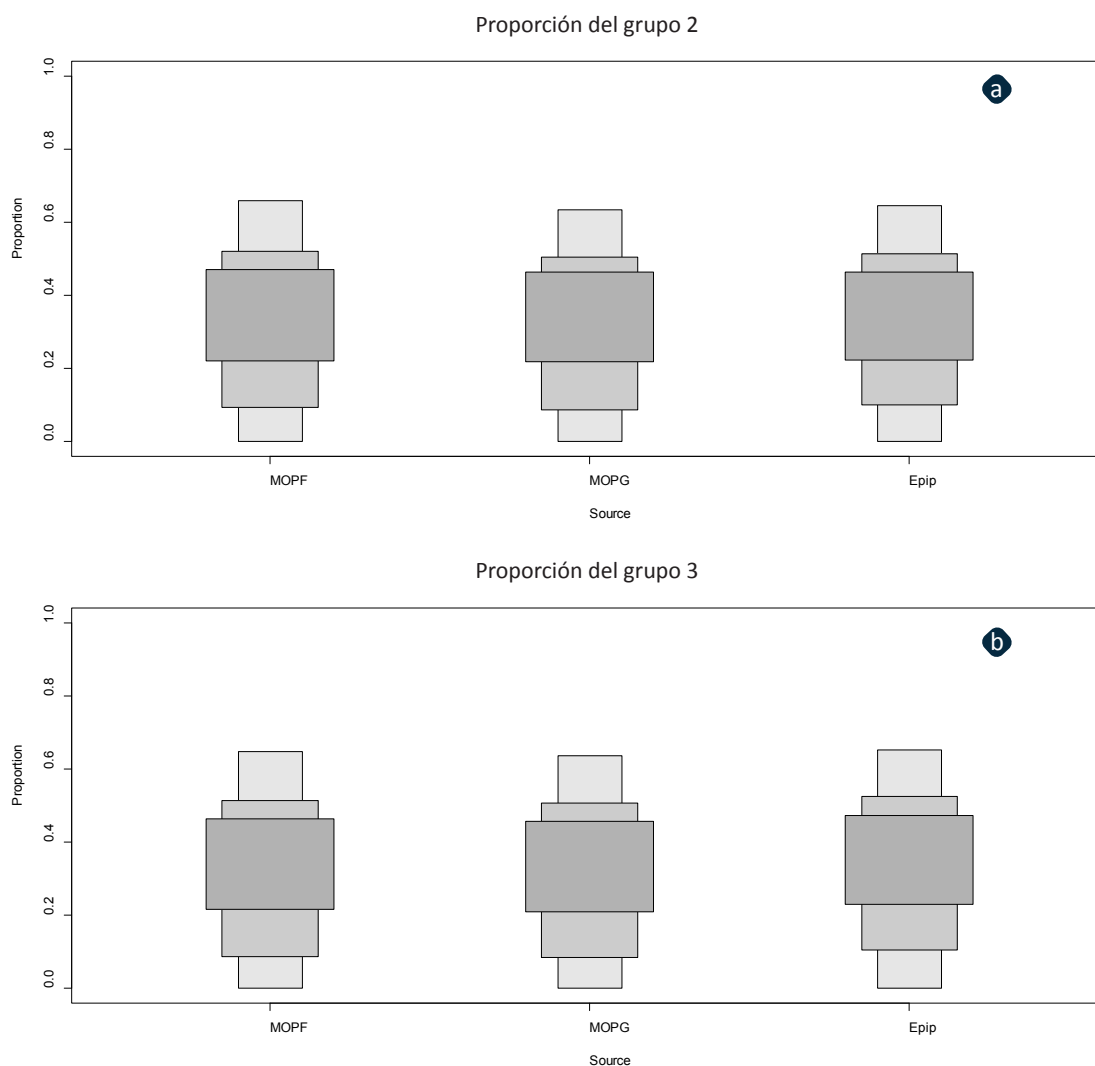 Proporción del grupo 2
a
1.0
0.8
0.6
0.4
0.2
0.0
Proportion
MOPF MOPG Epip
Source
Proporción del grupo 3
b
1.0
0.8
0.6
0.4
0.2
0.0
Proportion
MOPF MOPG Epip
Source